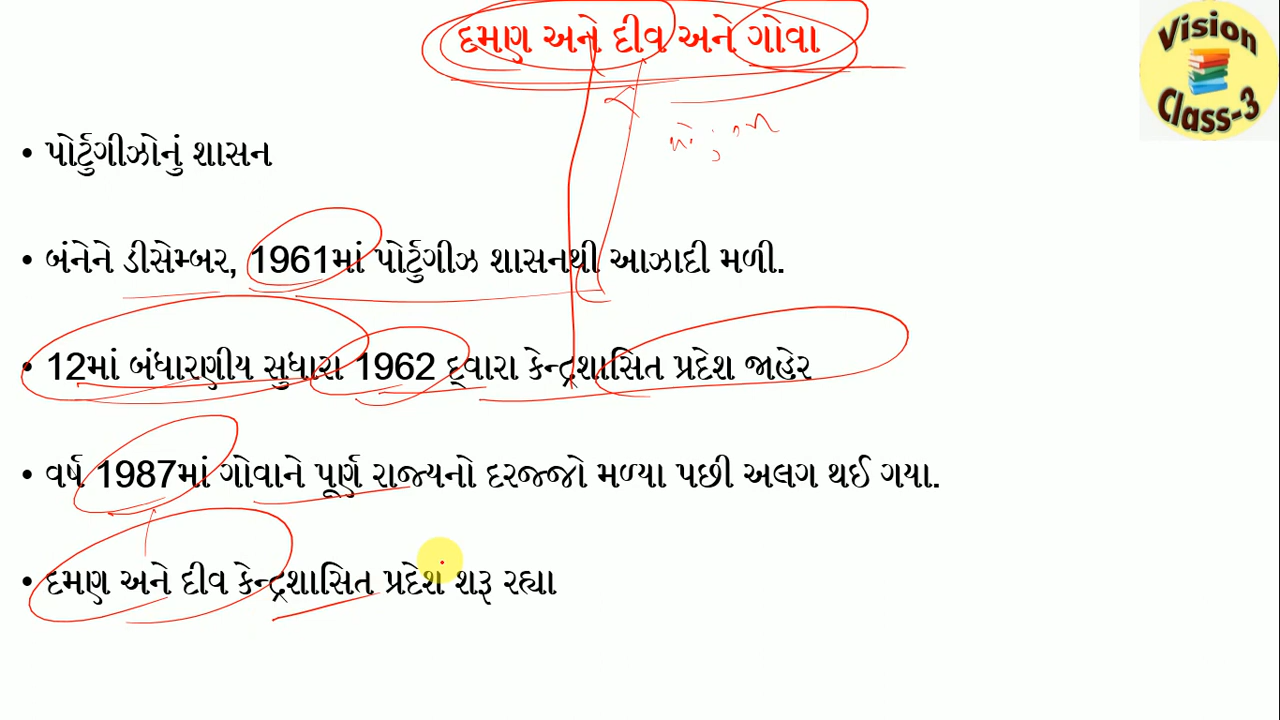 દમણ અને દીવ અને ગોવા
Vision
Class-3
• પોર્ટુગીઝોનું શાસન
• બંનેને ડીસેમ્બર, 1961માં પોર્ટુગીઝ શાસનથી આઝાદી મળી.
• 12માં બંધારણીય સુધારા 1962 દ્વારા કેન્દ્રશાસિત પ્રદેશ જાહેર
• વર્ષ 1987માં ગોવાને પૂર્ણ રાજ્યનો દરજ્જો મળ્યા પછી અલગ થઈ ગયા.
• દમણ અને દીવ કેન્દ્રશાસિત પ્રદેશ શરૂ રહ્યા